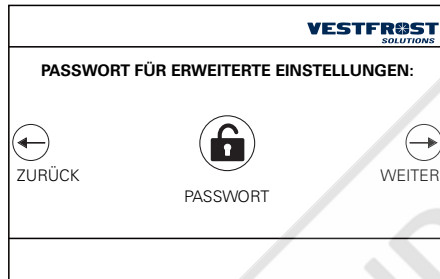 VESTFROST
SOLUTIONS
PASSWORT FÜR ERWEITERTE EINSTELLUNGEN:
ZURÜCK
PASSWORT
WEITER